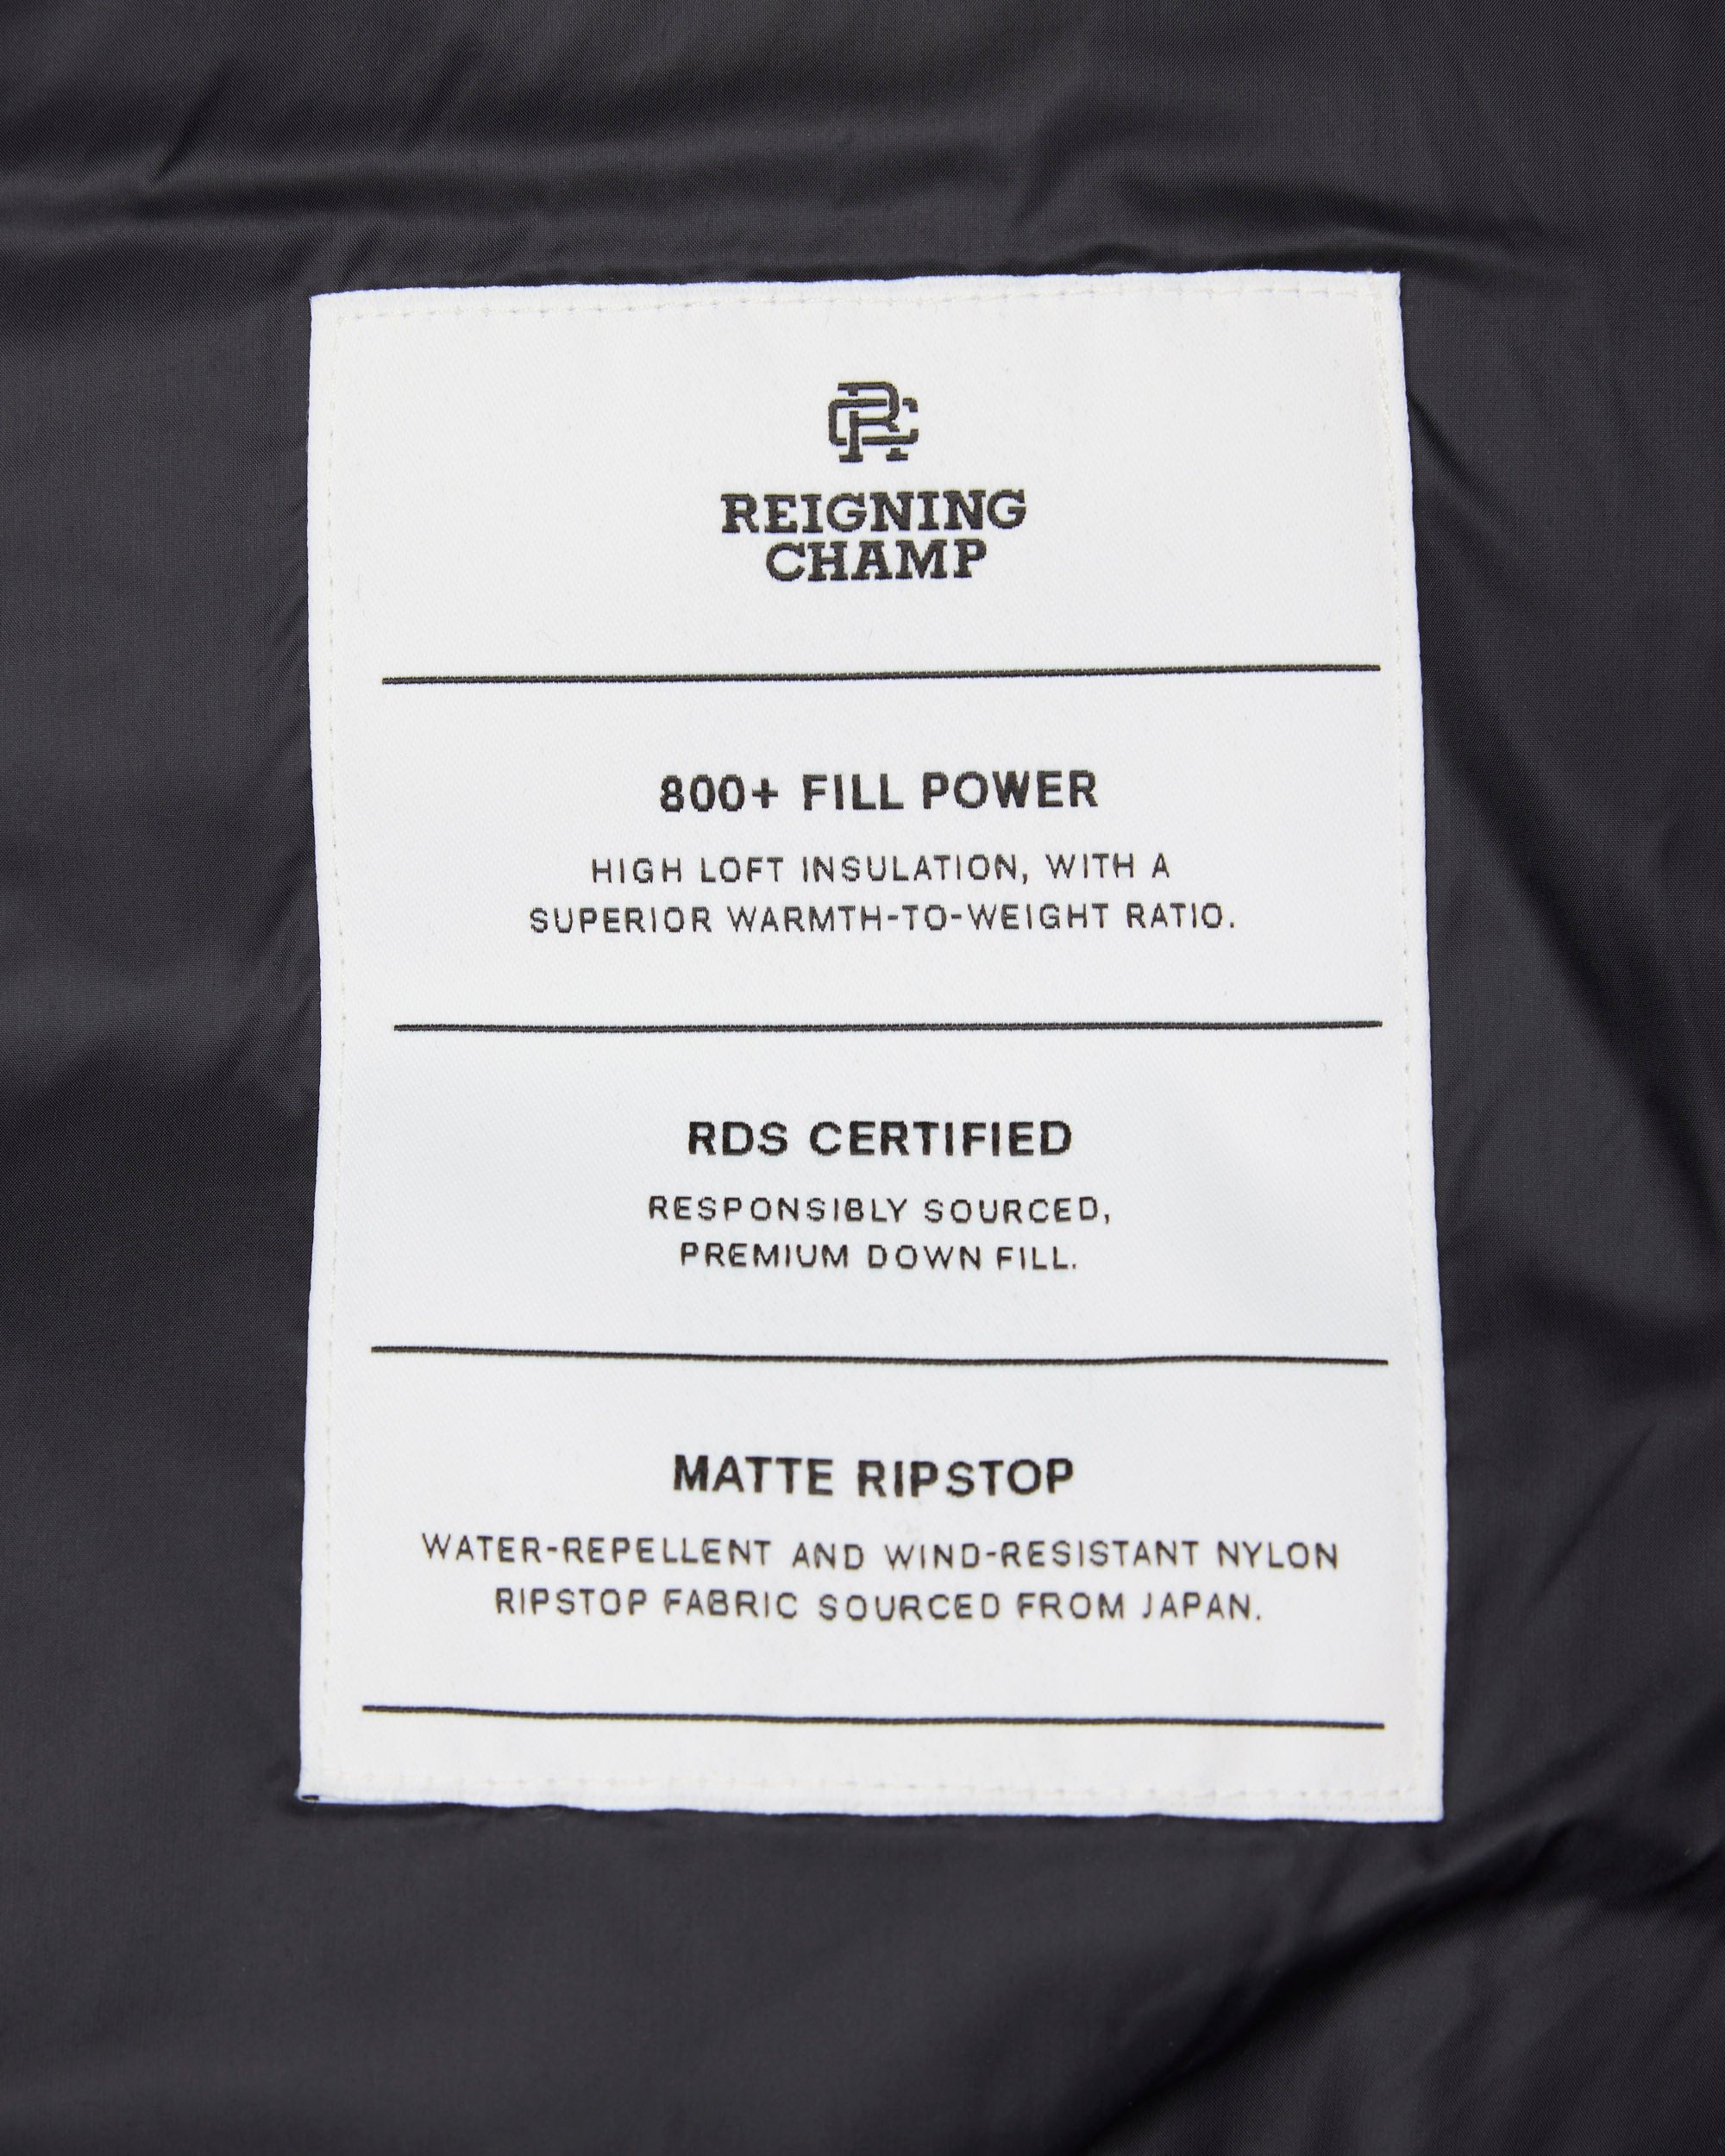 RC
REIGNING
CHAMP
800+ FILL POWER
HIGH LOFT INSULATION, WITH A
SUPERIOR WARMTH-TO-WEIGHT RATIO.
RDS CERTIFIED
RESPONSIBLY SOURCED,
PREMIUM DOWN FILL.
MATTE RIPSTOP
WATER-REPELLENT AND WIND-RESISTANT NYLON
RIPSTOP FABRIC SOURCED FROM JAPAN.